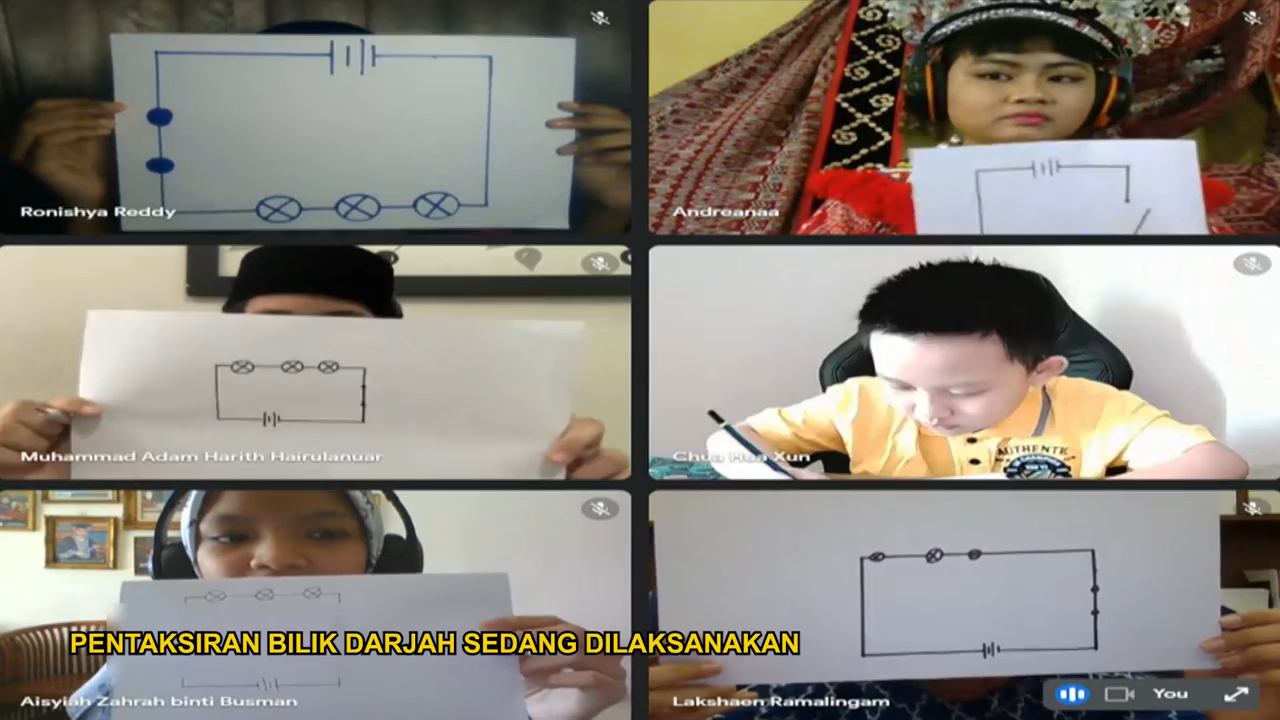 Ronishya Reddy
Andreanaa
Muhammad Adam Harith Hairulanuar
Chua Hua Xun
AUTHENTK
PENTAKSIRAN BILIK DARJAH SEDANG DILAKSANAKAN
Aisyiah Zahrah binti Busman
Lakshaen Ramalingam
You